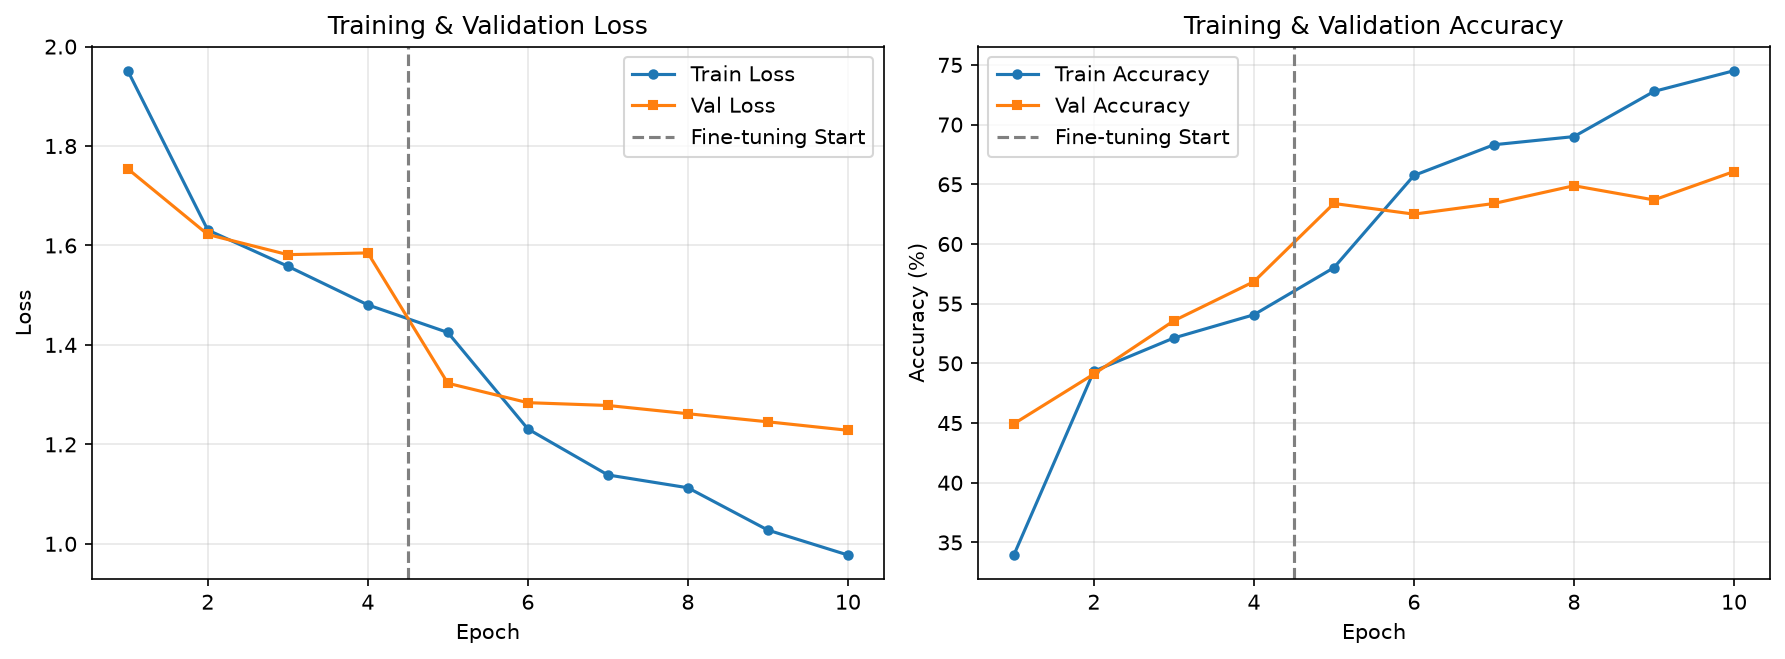 Training & Validation Loss
2.0
1.8
1.6
1.4
1.2
1.0
Loss
2
4
6
8
10
Epoch
Train Loss
Val Loss
Fine-tuning Start
Training & Validation Accuracy
75
70
65
60
55
50
45
40
35
Accuracy (%)
2
4
6
8
10
Epoch
Train Accuracy
Val Accuracy
Fine-tuning Start